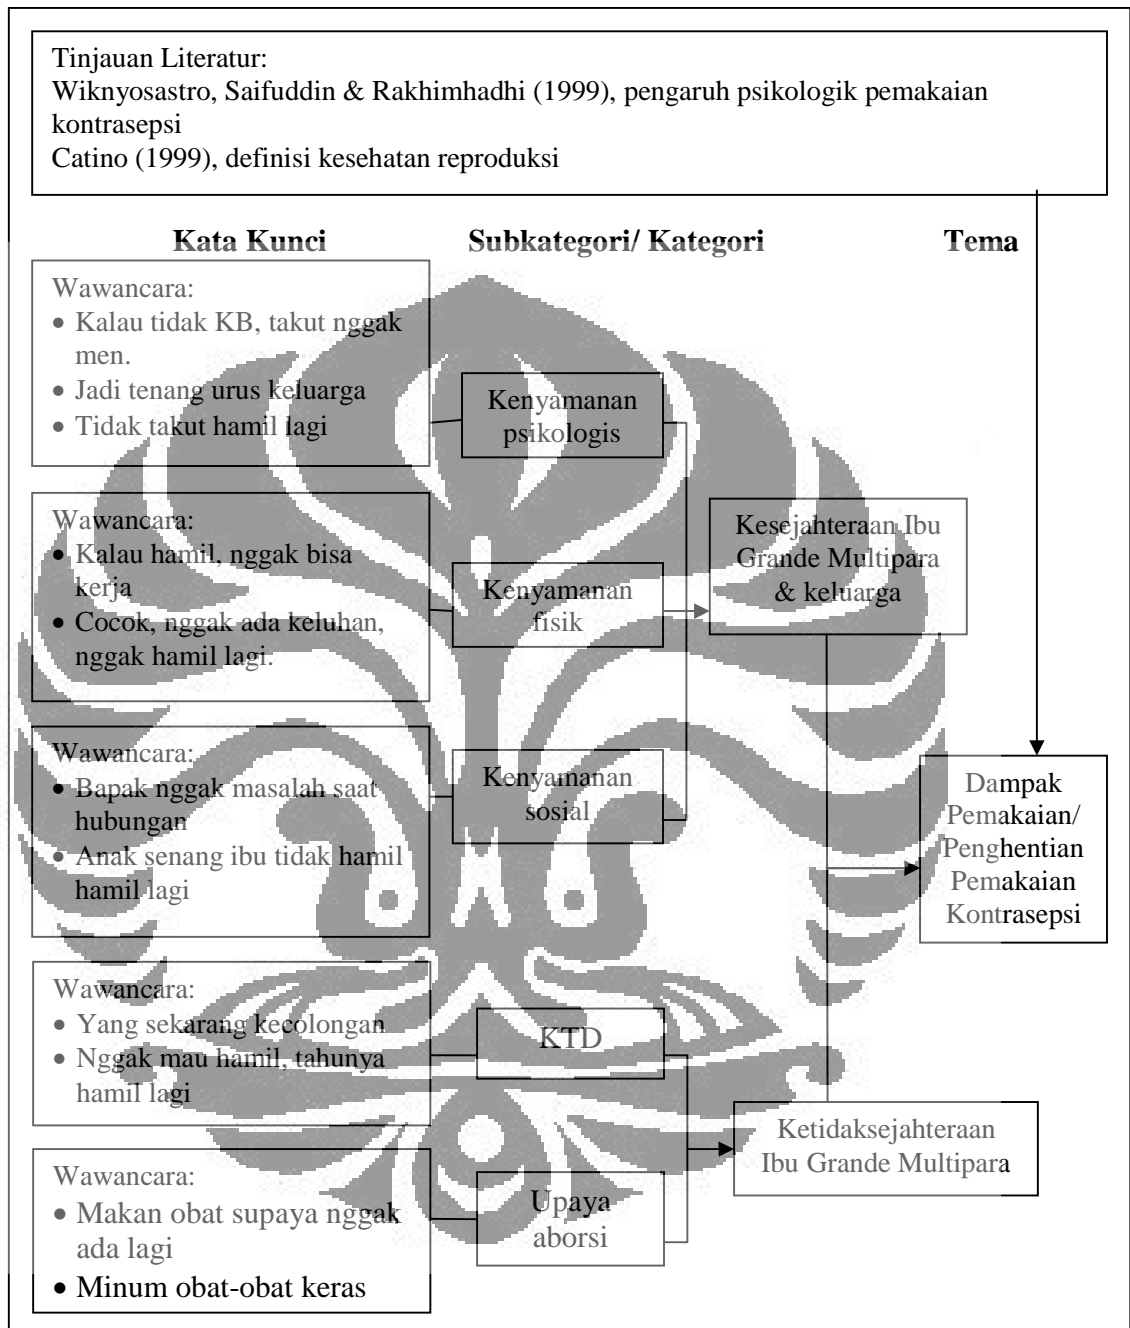 Tinjauan Literatur:
Wiknyosastro, Saifuddin & Rakhimhadhi (1999), pengaruh psikologik pemakaian
kontrasepsi
Catino (1999), definisi kesehatan reproduksi
Kata Kunci
Subkategori/ Kategori
Tema
Wawancara:
• Kalau tidak KB, takut nggak
men.
• Jadi tenang urus keluarga
• Tidak takut hamil lagi
Kenyamanan
psikologis
Wawancara:
• Kalau hamil, nggak bisa
kerja
• Cocok, nggak ada keluhan,
nggak hamil lagi.
Kenyamanan
fisik
Kesejahteraan Ibu
Grande Multipara
& keluarga
Wawancara:
• Bapak nggak masalah saat
hubungan
• Anak senang ibu tidak hamil
hamil lagi
Kenyamanan
sosial
Dampak
Pemakaian/
Penghentian
Pemakaian
Kontrasepsi
Wawancara:
• Yang sekarang kecolongan
• Nggak mau hamil, tahunya
hamil lagi
KTD
Ketidaksejahteraan
Ibu Grande Multipara
Wawancara:
• Makan obat supaya nggak
ada lagi
• Minum obat-obat keras
Upaya
aborsi